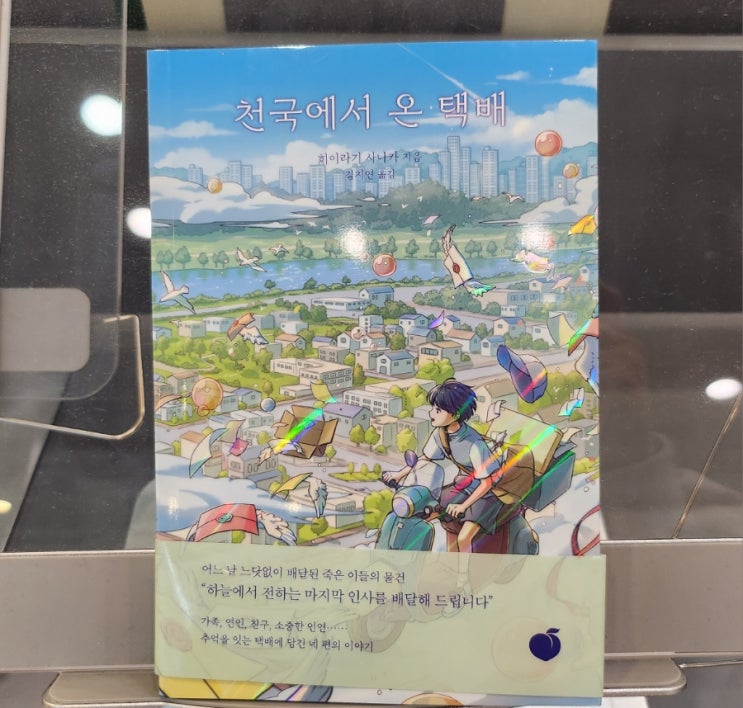 천국에서 온 택배
히이라기 사나카 지음
김지연 옮김
어느 날 느닷없이 배달된 죽은 이들의 물건
“하늘에서 전하는 마지막 인사를 배달해 드립니다”
가족, 연인, 친구, 소중한 인연……
추억을 잇는 택배에 담긴 네 편의 이야기